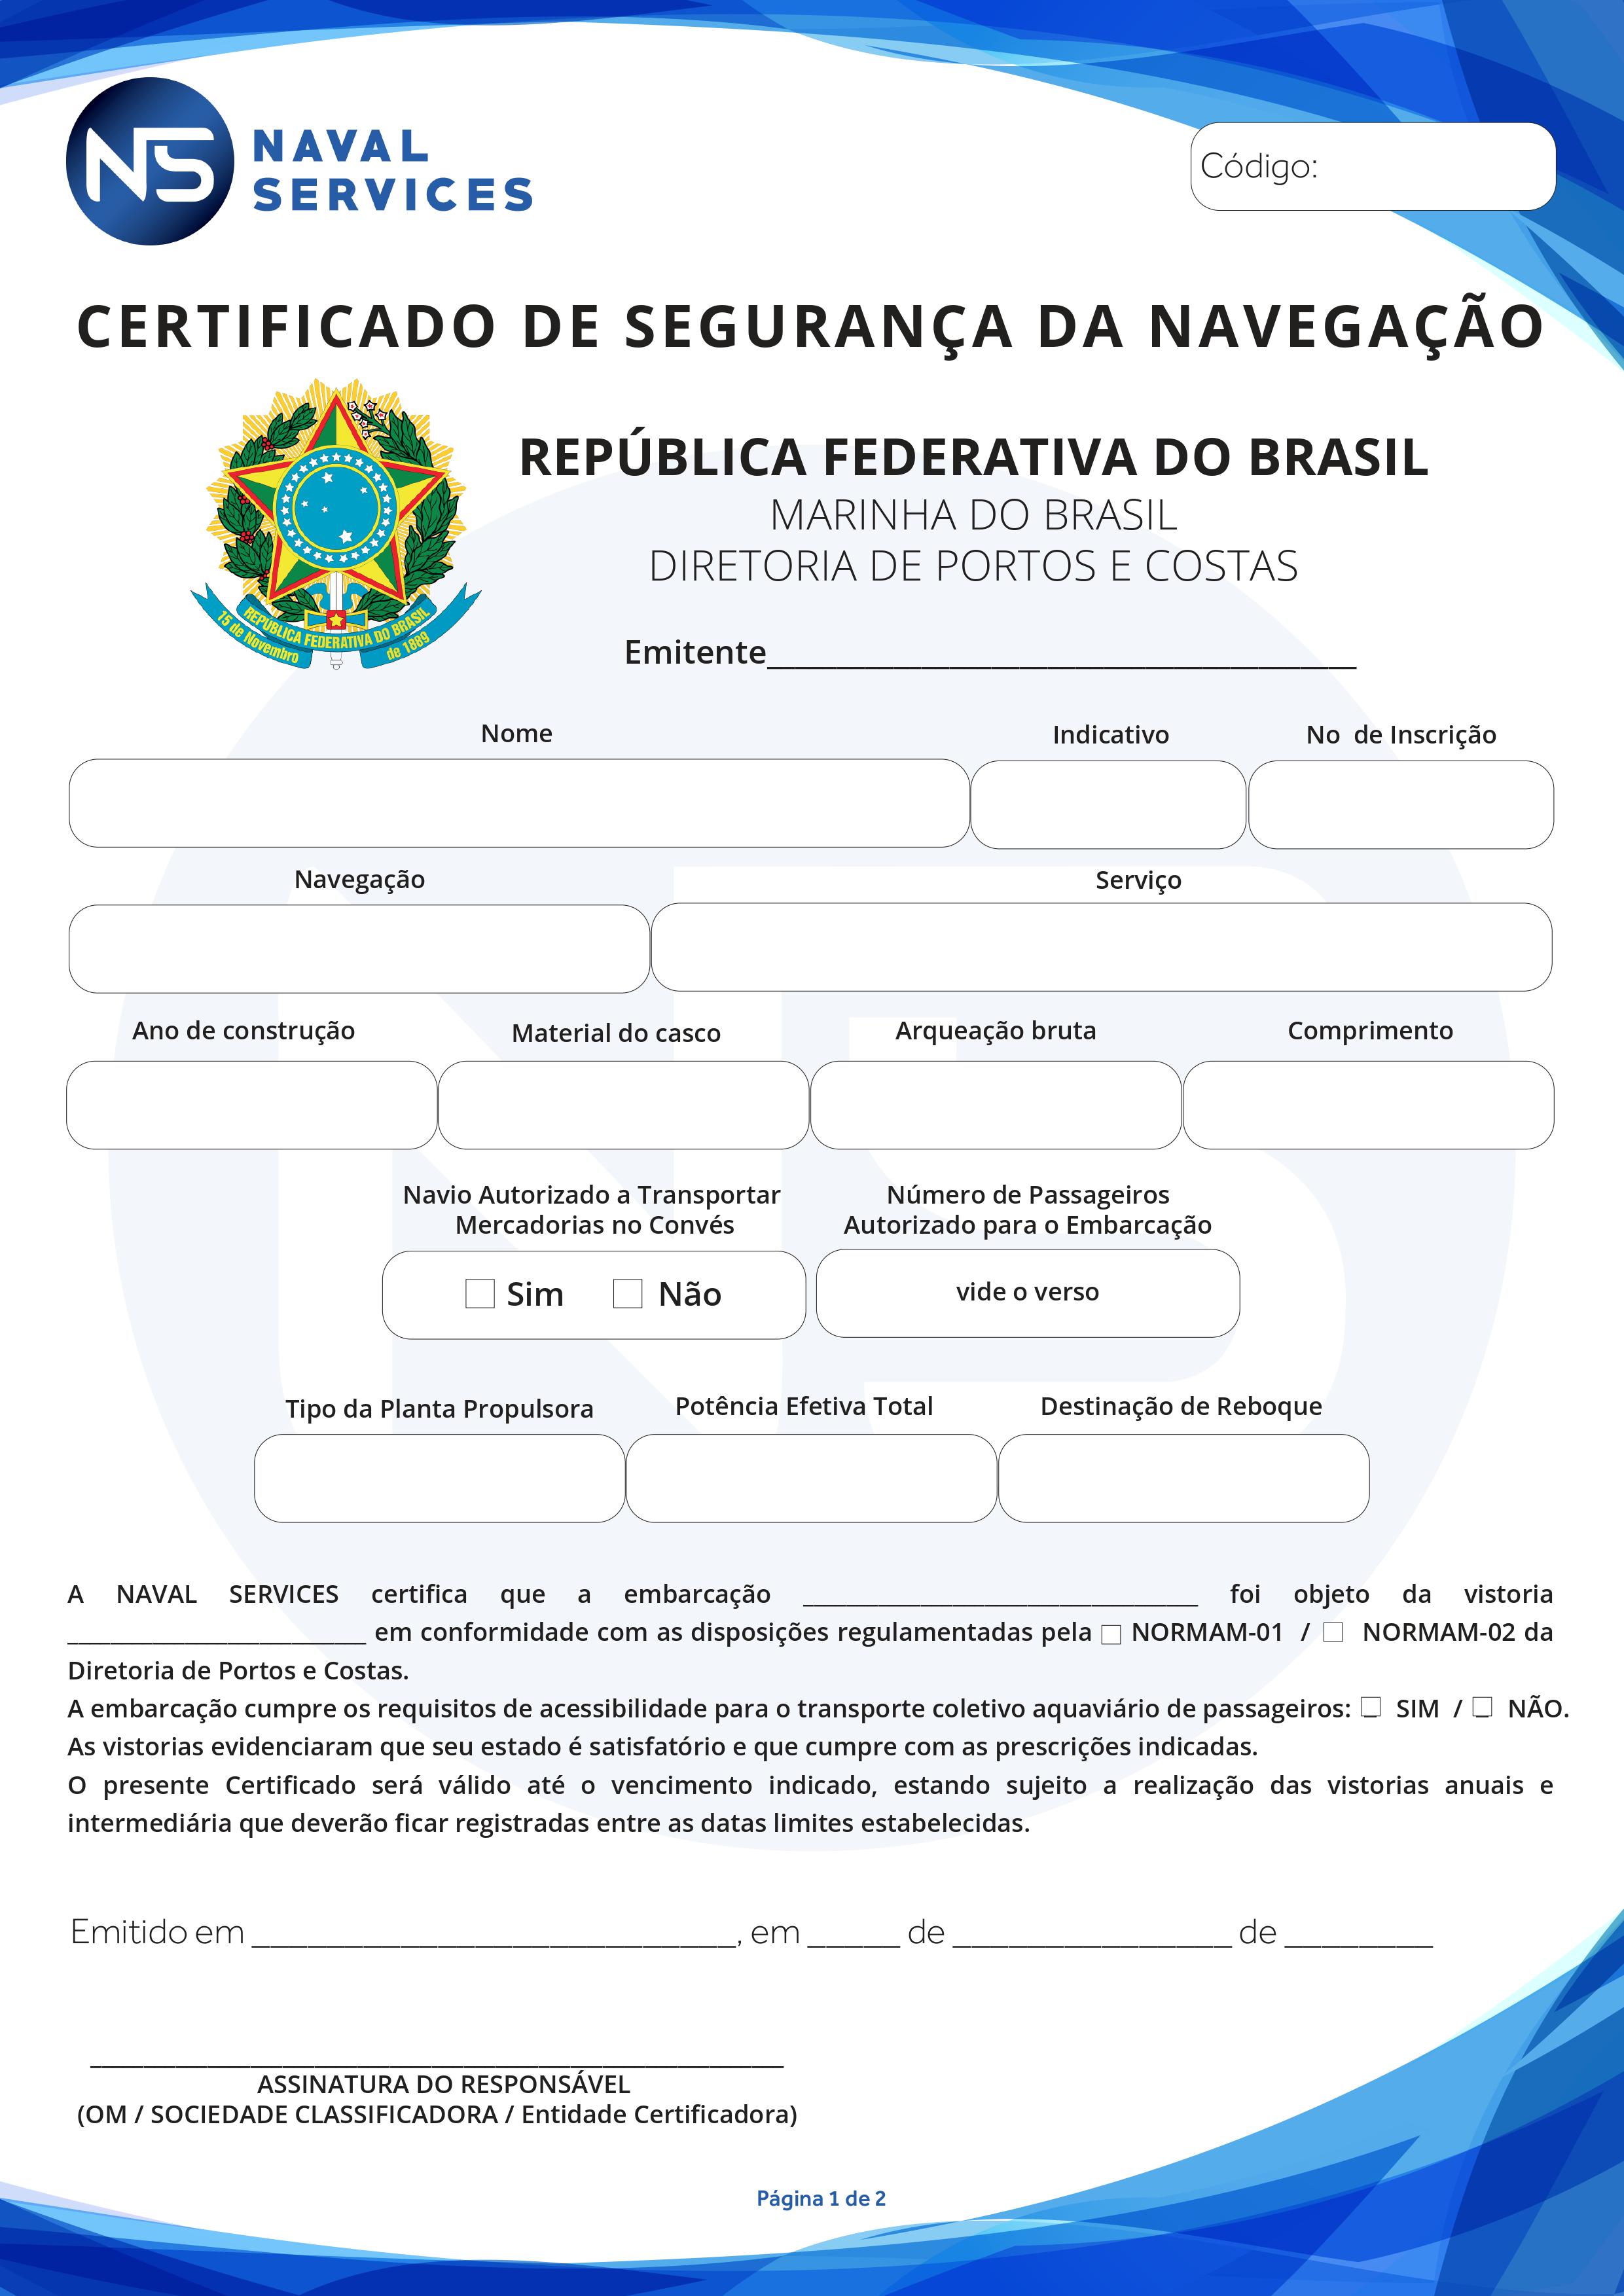 NS NAVAL
SERVICES
Código:
CERTIFICADO DE SEGURANÇA DA NAVEGAÇÃO
REPÚBLICA FEDERATIVA DO BRASIL
MARINHA DO BRASIL
DIRETORIA DE PORTOS E COSTAS
REPÚBLICA FEDERATIVA DO BRASIL
15 de Novembro de 1889
Emitente____________________
Nome Indicativo No de Inscrição
Navegação Serviço
Ano de construção Material do casco Arqueação bruta Comprimento
Navio Autorizado a Transportar
Mercadorias no Convés
Número de Passageiros
Autorizado para o Embarcação
☐ Sim ☐ Não
vide o verso
Tipo da Planta Propulsora Potência Efetiva Total Destinação de Reboque
A NAVAL SERVICES certifica que a embarcação ____________________ foi objeto da vistoria
____________________ em conformidade com as disposições regulamentadas pela ☐ NORMAM-01 / ☐ NORMAM-02 da
Diretoria de Portos e Costas.
A embarcação cumpre os requisitos de acessibilidade para o transporte coletivo aquaviário de passageiros: ☐ SIM / ☐ NÃO.
As vistorias evidenciaram que seu estado é satisfatório e que cumpre com as prescrições indicadas.
O presente Certificado será válido até o vencimento indicado, estando sujeito a realização das vistorias anuais e
intermediária que deverão ficar registradas entre as datas limites estabelecidas.
Emitido em __________________________, em _____ de _______________ de ________
____________________
ASSINATURA DO RESPONSÁVEL
(OM / SOCIEDADE CLASSIFICADORA / Entidade Certificadora)
Página 1 de 2